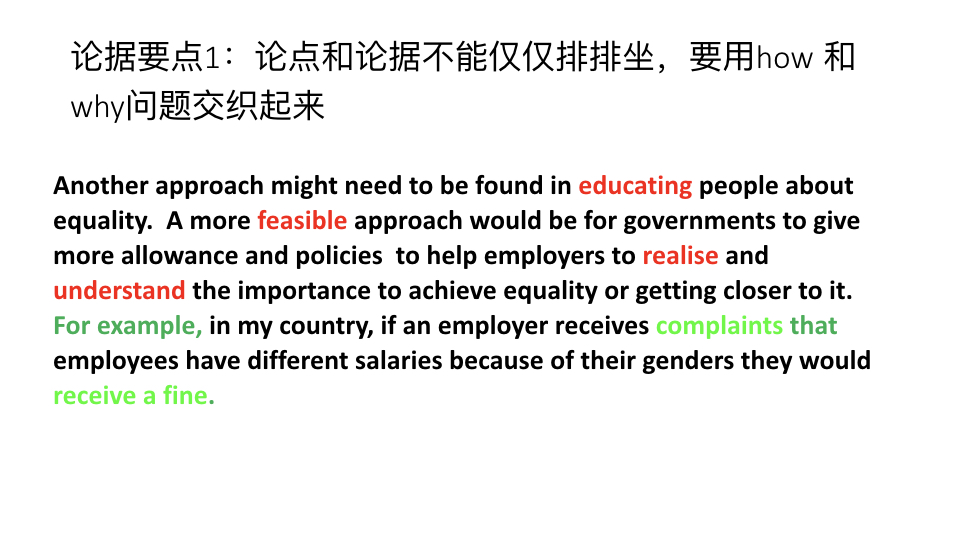 论据要点1：论点和论据不能仅仅排排坐，要用how 和
why问题交织起来
Another approach might need to be found in educating people about
equality.  A more feasible approach would be for governments to give
more allowance and policies  to help employers to realise and
understand the importance to achieve equality or getting closer to it.
For example, in my country, if an employer receives complaints that
employees have different salaries because of their genders they would
receive a fine.